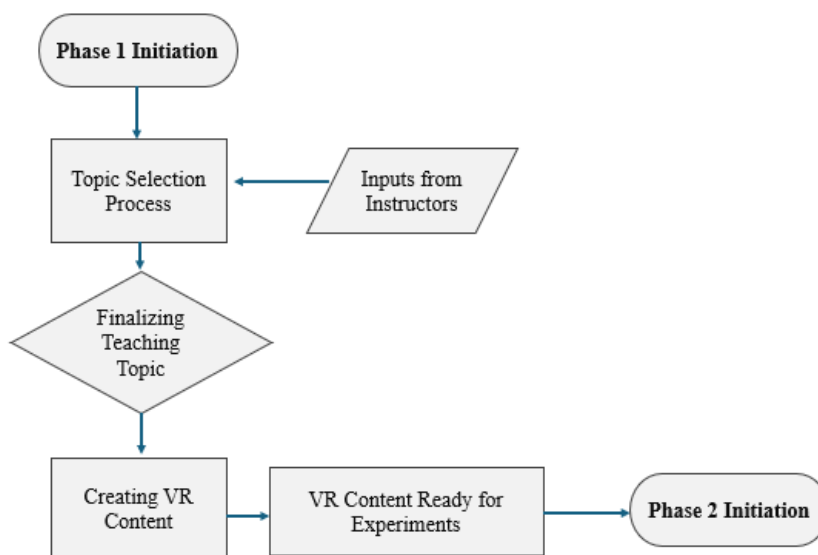 Phase 1 Initiation
Topic Selection
Process
Inputs from
Instructors
Finalizing
Teaching
Topic
Creating VR
Content
VR Content Ready for
Experiments
Phase 2 Initiation